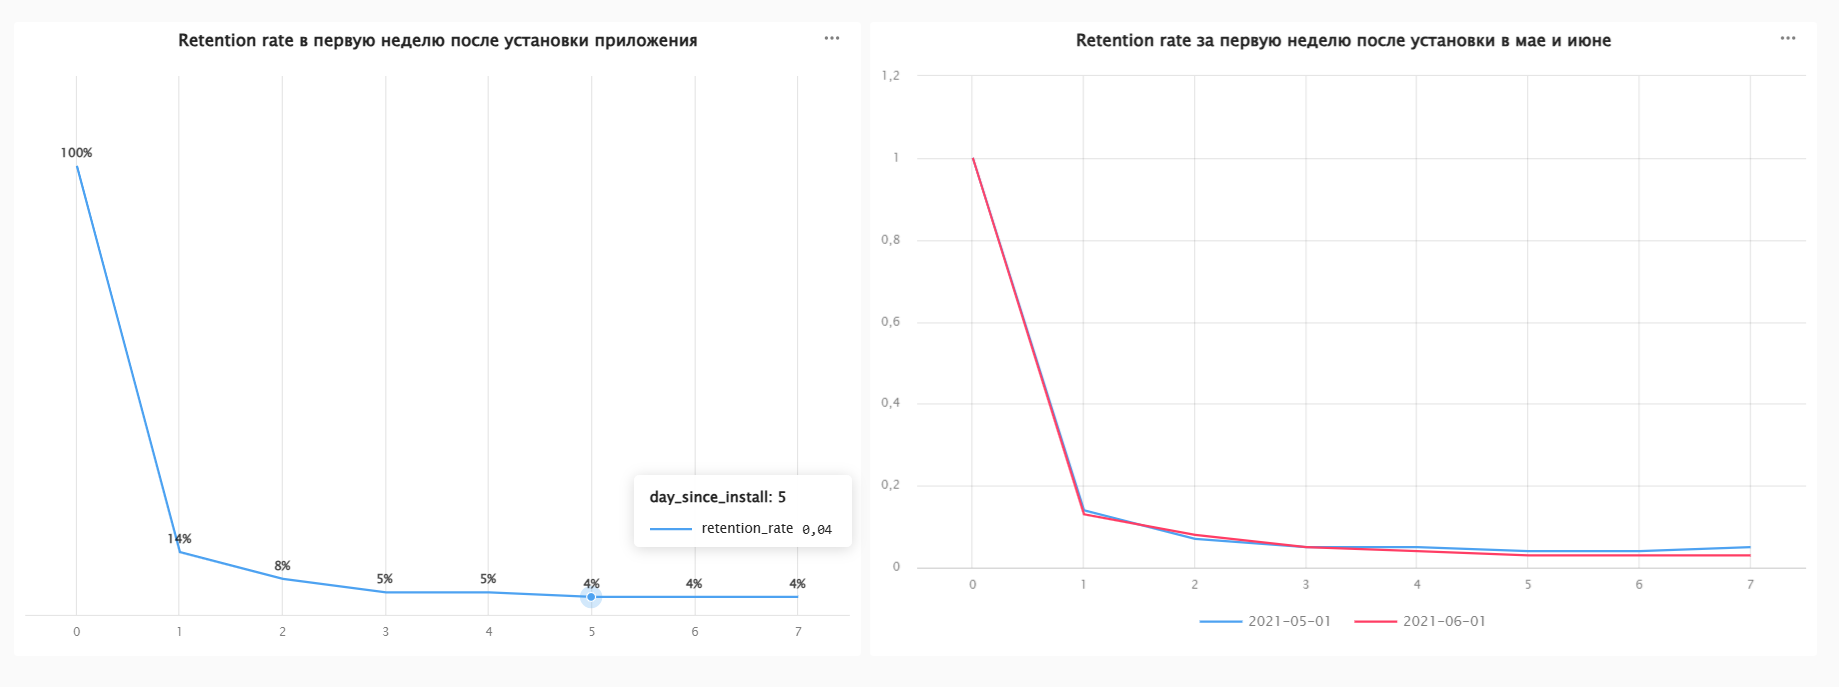 Retention rate в первую неделю после установки приложения
100%
14%
8%
5%
5%
4%
4%
4%
day_since_install: 5
retention_rate 0,04
0 1 2 3 4 5 6 7
Retention rate за первую неделю после установки в мае и июне
1,2
1
0,8
0,6
0,4
0,2
0
0 1 2 3 4 5 6 7
2021-05-01 2021-06-01